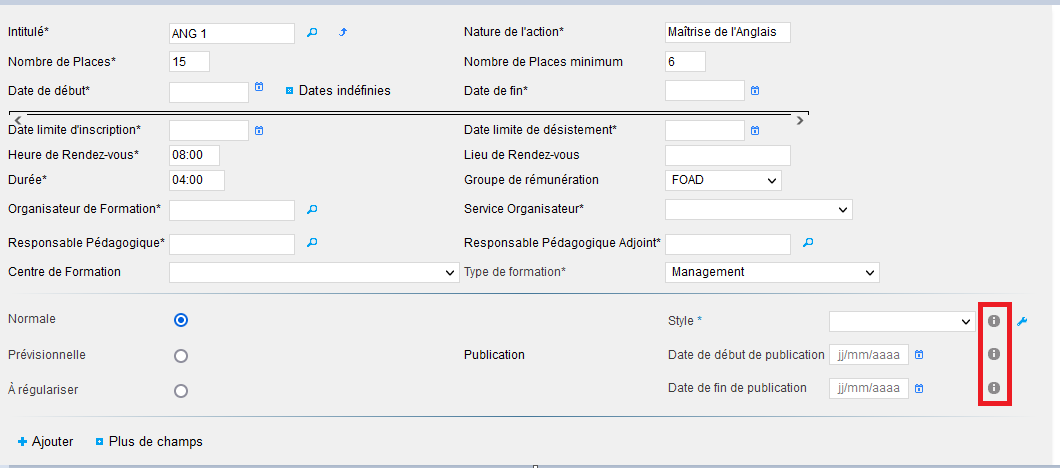 Intitulé* ANG 1 Nature de l'action* Maîtrise de l'Anglais
Nombre de Places* 15 Nombre de Places minimum 6
Date de début* Dates indéfinies Date de fin*
Date limite d'inscription* Date limite de désistement*
Heure de Rendez-vous* 08:00 Lieu de Rendez-vous
Durée* 04:00 Groupe de rémunération FOAD
Organisateur de Formation* Service Organisateur*
Responsable Pédagogique* Responsable Pédagogique Adjoint*
Centre de Formation Type de formation* Management
Normale Style *
Prévisionnelle Publication Date de début de publication jj/mm/aaaa
À régulariser Date de fin de publication jj/mm/aaaa
Ajouter Plus de champs